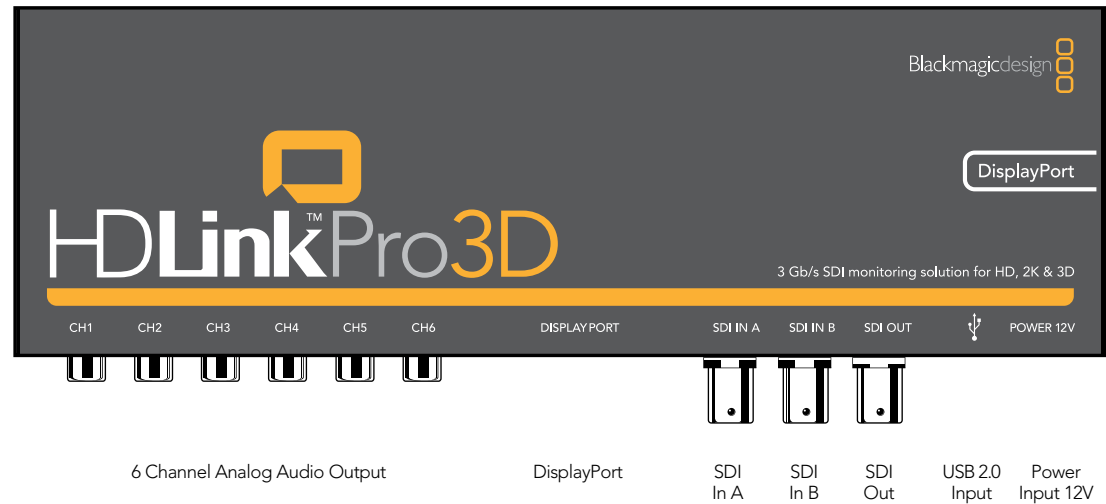 Blackmagicdesign
DisplayPort
HDLink™Pro3D
3 Gb/s SDI monitoring solution for HD, 2K & 3D
CH1 CH2 CH3 CH4 CH5 CH6 DISPLAYPORT SDI IN A SDI IN B SDI OUT POWER 12V
6 Channel Analog Audio Output DisplayPort SDI In A SDI In B SDI Out USB 2.0 Input Power Input 12V